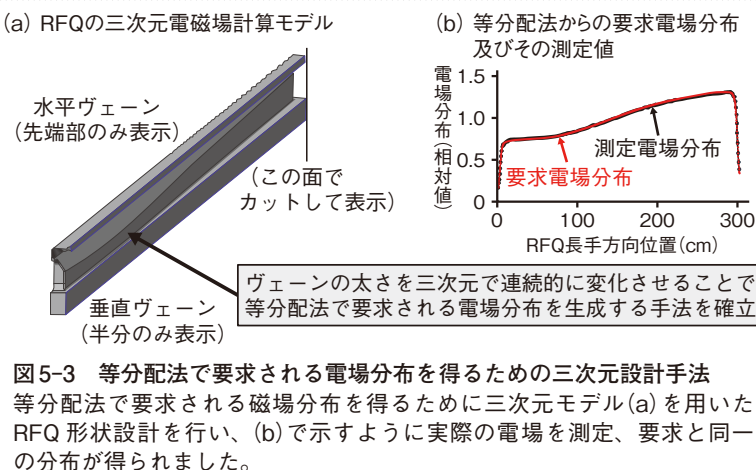 (a) RFQの三次元電磁場計算モデル
水平ヴェーン
(先端部のみ表示)
(この面で
カットして表示)
垂直ヴェーン
(半分のみ表示)
(b) 等分配法からの要求電場分布
及びその測定値
電場分布(相対値)
1.5
1.0
0.5
0
測定電場分布
要求電場分布
0 100 200 300
RFQ長手方向位置(cm)
ヴェーンの太さを三次元で連続的に変化させることで
等分配法で要求される電場分布を生成する手法を確立
図5-3 等分配法で要求される電場分布を得るための三次元設計手法
等分配法で要求される磁場分布を得るために三次元モデル(a)を用いた
RFQ 形状設計を行い、(b)で示すように実際の電場を測定、要求と同一
の分布が得られました。